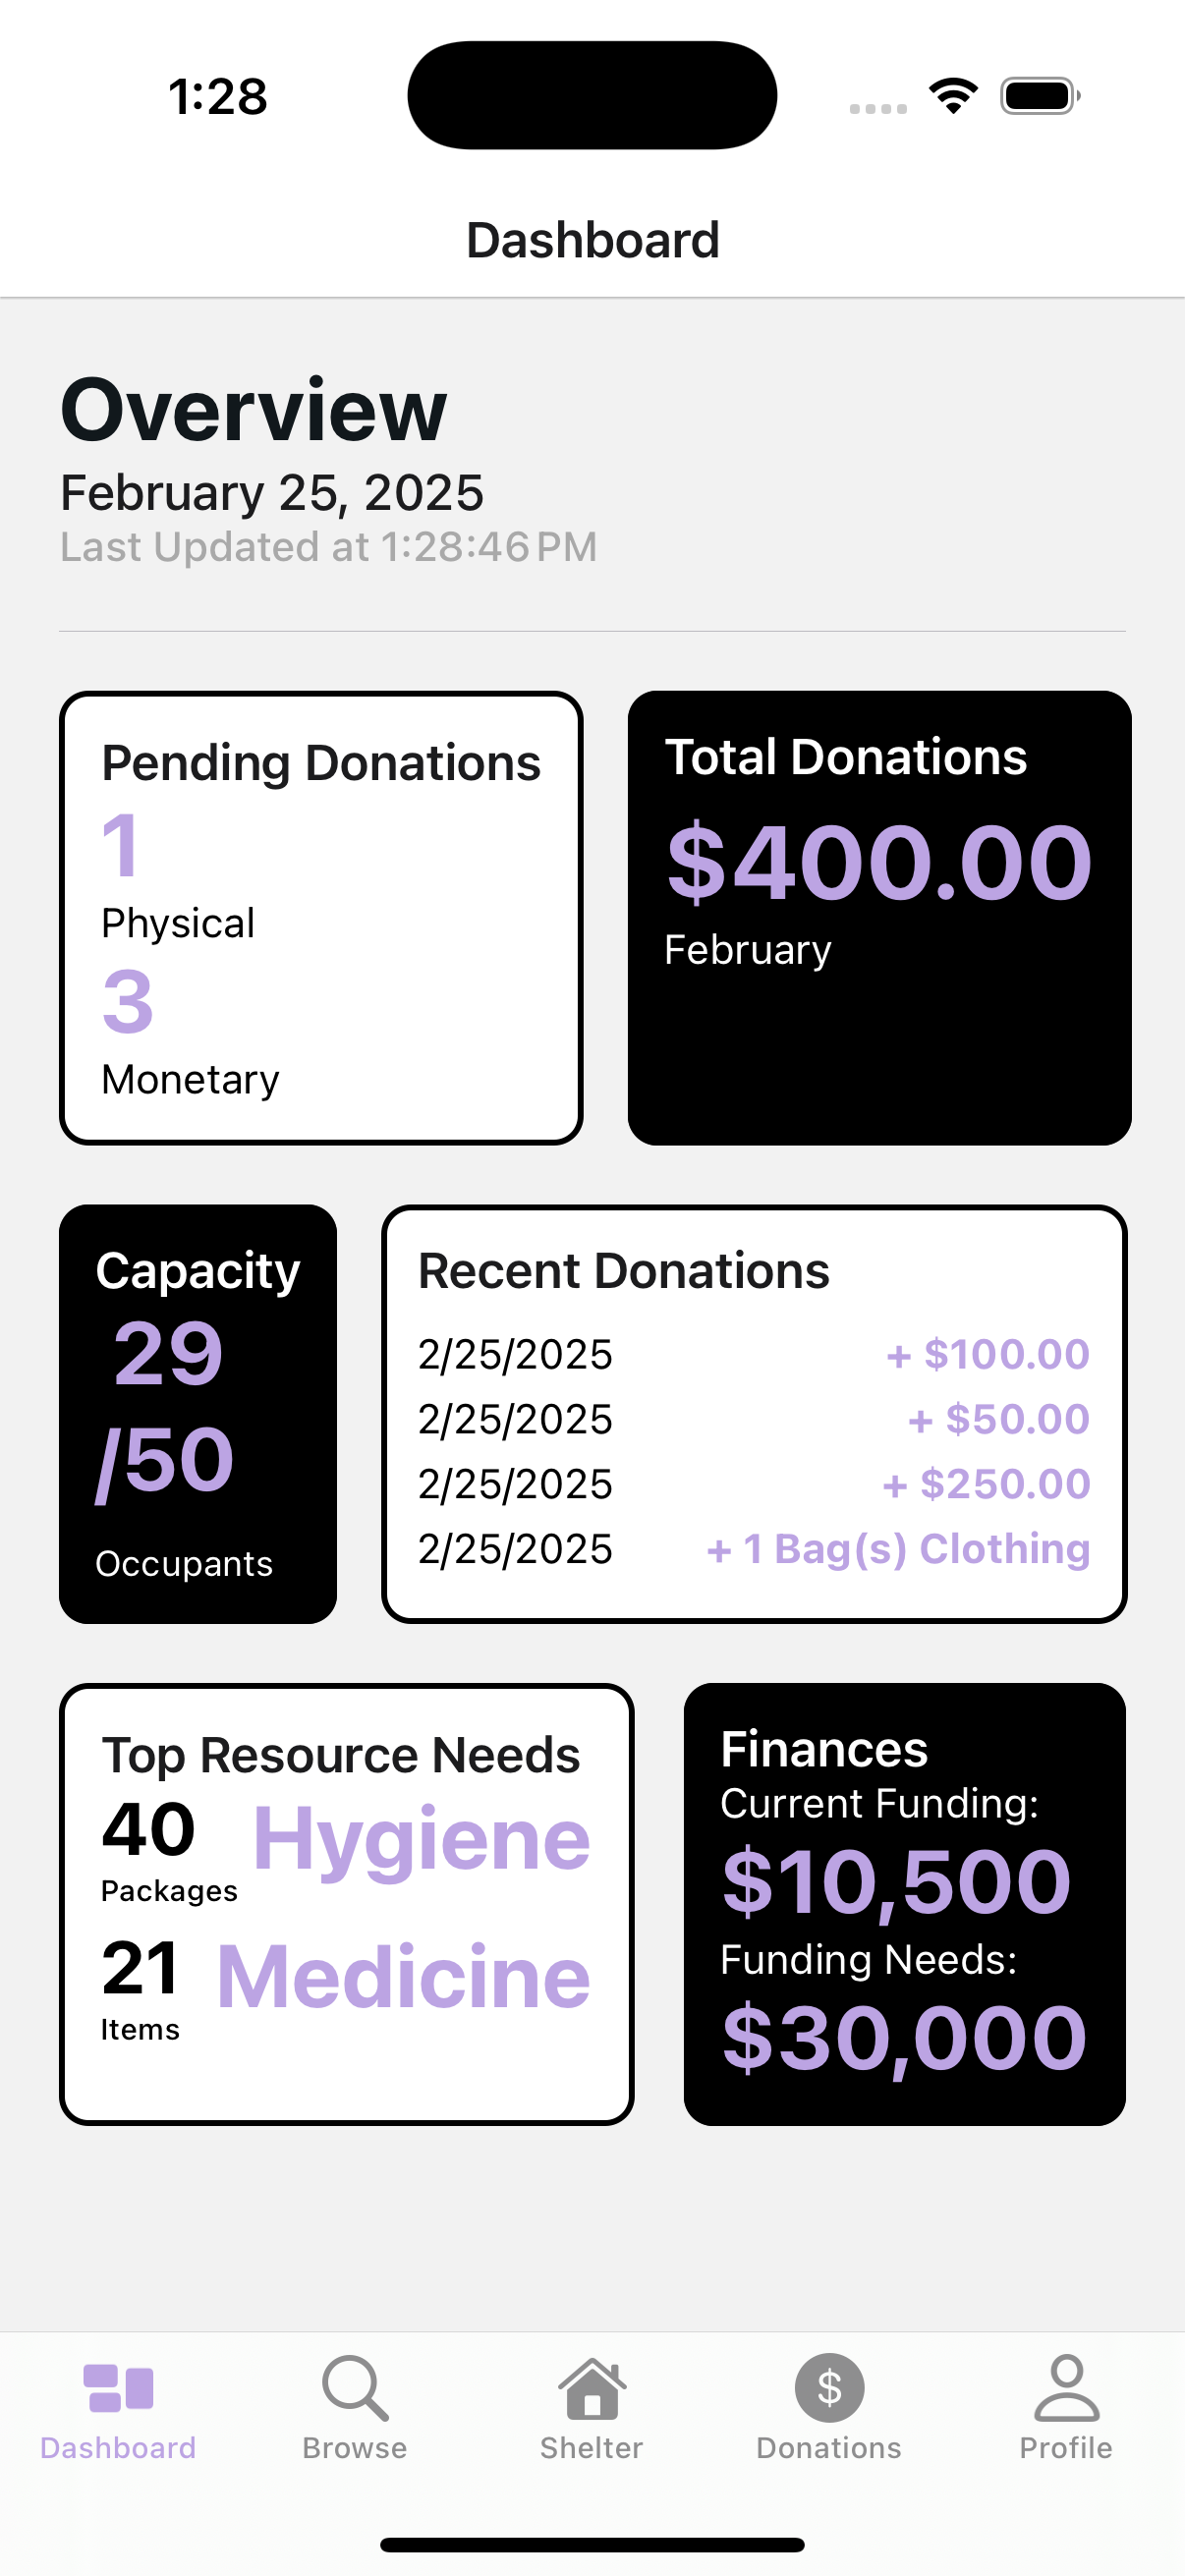 1:28
Dashboard
Overview
February 25, 2025
Last Updated at 1:28:46 PM
Pending Donations
1
Physical
3
Monetary
Total Donations
$400.00
February
Capacity
29
/50
Occupants
Recent Donations
2/25/2025 + $100.00
2/25/2025 + $50.00
2/25/2025 + $250.00
2/25/2025 + 1 Bag(s) Clothing
Top Resource Needs
40 Hygiene
Packages
21 Medicine
Items
Finances
Current Funding:
$10,500
Funding Needs:
$30,000
$
Dashboard Browse Shelter Donations Profile